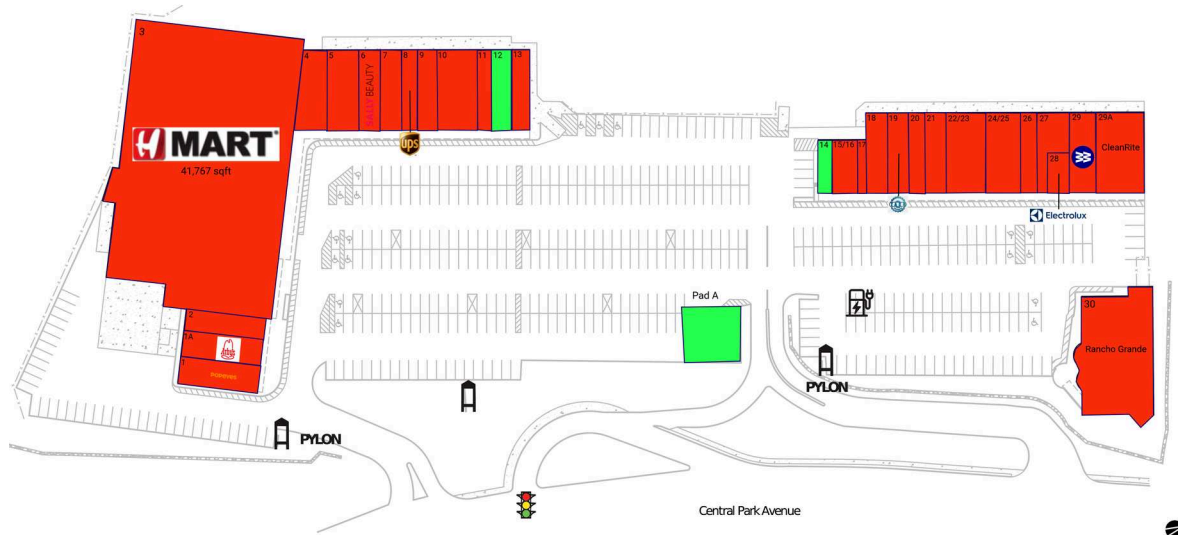 3
H MART
41,767 sqft
2
1A
1
POPEYES
4
5
6
7
8
9
10
11
12
13
SALLY BEAUTY
ups
14
15/16
17
18
19
20
21
22/23
24/25
26
27
28
29
29A
CleanRite
Electrolux
Pad A
30
Rancho Grande
PYLON
PYLON
Central Park Avenue